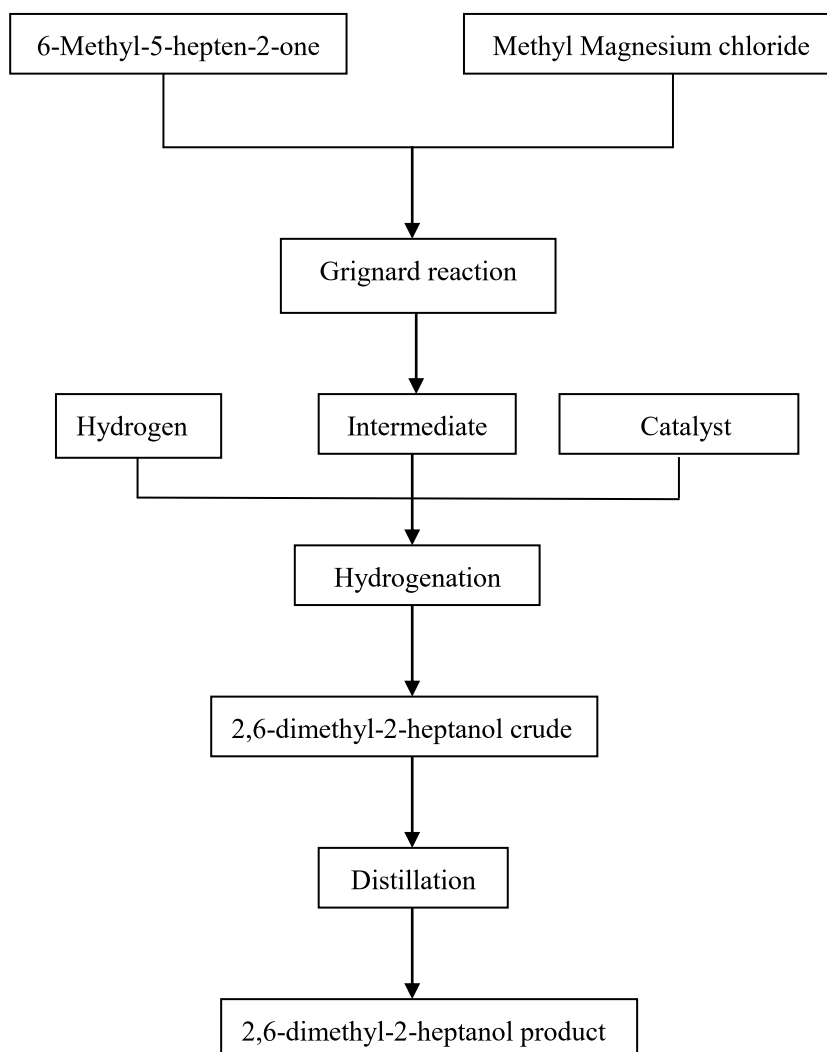 6-Methyl-5-hepten-2-one
Methyl Magnesium chloride
Grignard reaction
Hydrogen
Intermediate
Catalyst
Hydrogenation
2,6-dimethyl-2-heptanol crude
Distillation
2,6-dimethyl-2-heptanol product